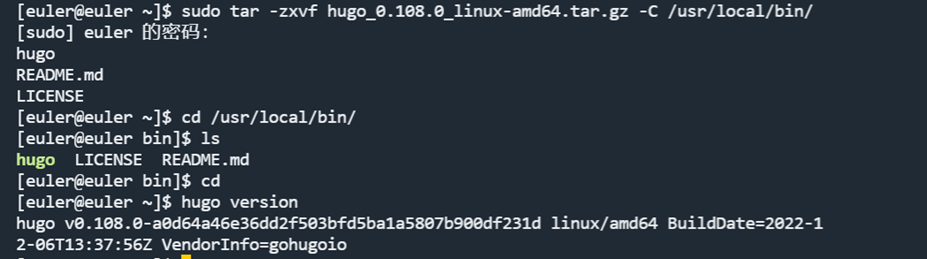 [euler@euler ~]$ sudo tar -zxvf hugo_0.108.0_linux-amd64.tar.gz -C /usr/local/bin/
[sudo] euler 的密码:
hugo
README.md
LICENSE
[euler@euler ~]$ cd /usr/local/bin/
[euler@euler bin]$ ls
hugo  LICENSE  README.md
[euler@euler bin]$ cd
[euler@euler ~]$ hugo version
hugo v0.108.0-a0d64a46e36dd2f503bfd5ba1a5807b900df231d linux/amd64 BuildDate=2022-1
2-06T13:37:56Z VendorInfo=gohugoio